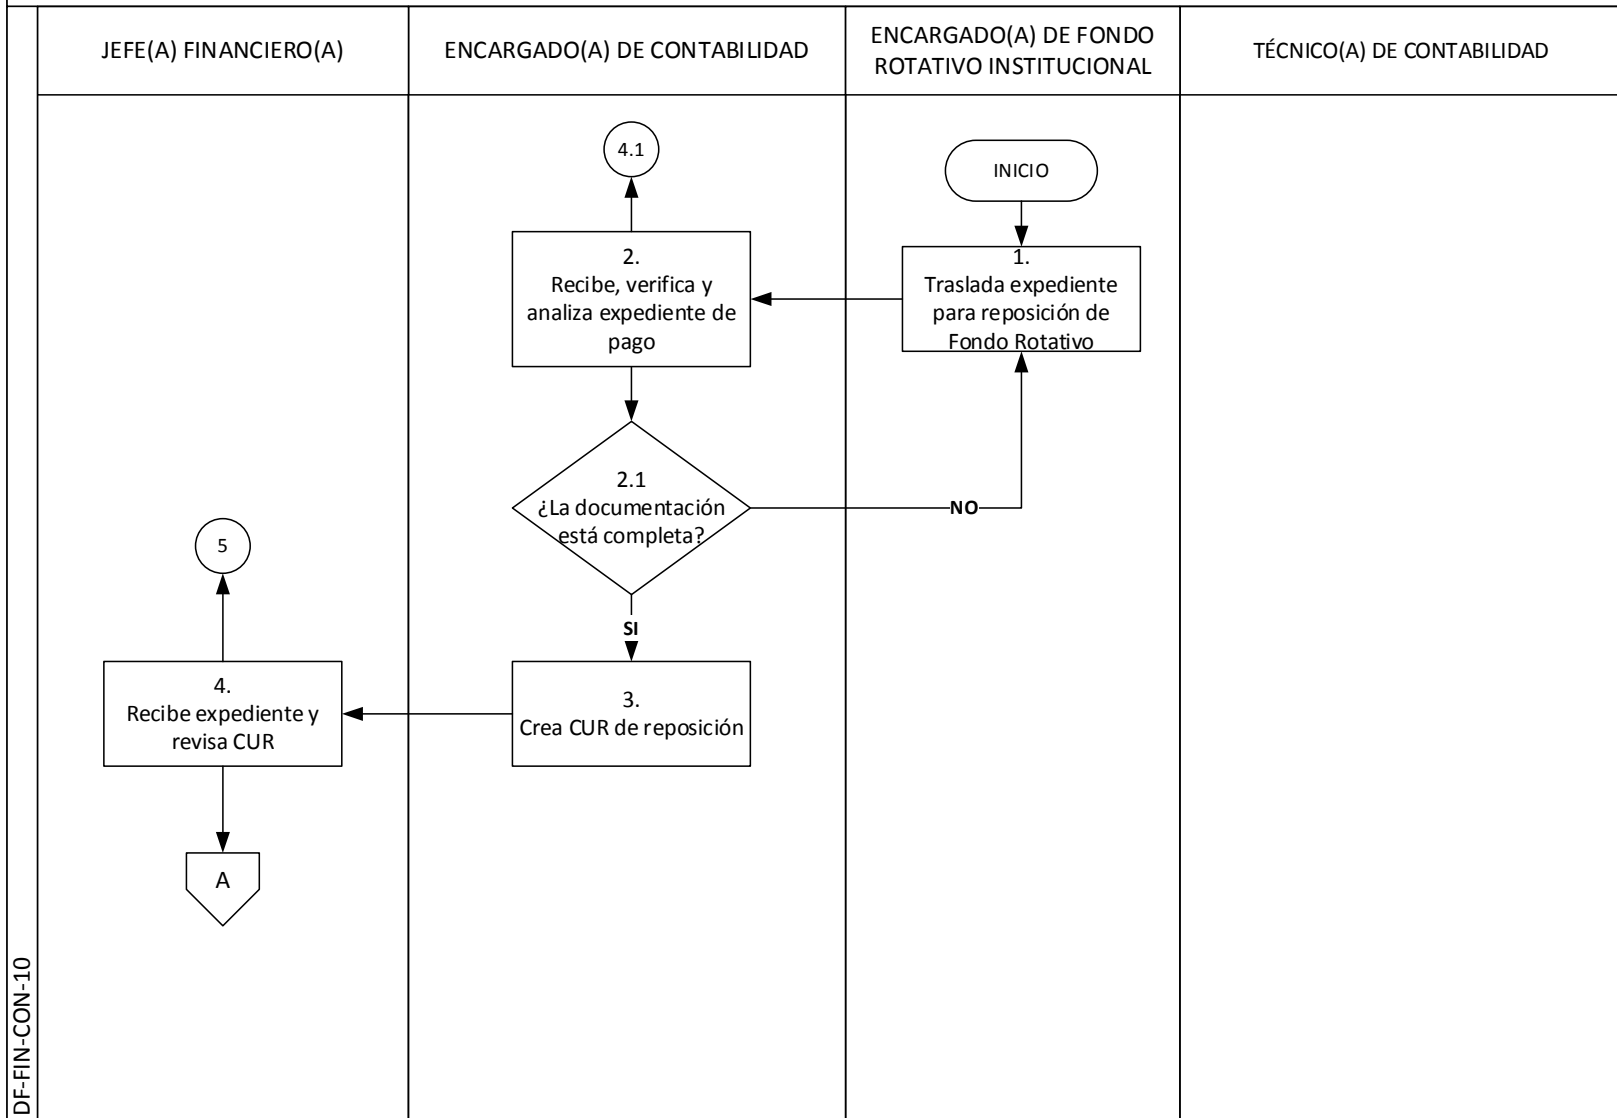 JEFE(A) FINANCIERO(A)
ENCARGADO(A) DE CONTABILIDAD
ENCARGADO(A) DE FONDO
ROTATIVO INSTITUCIONAL
TÉCNICO(A) DE CONTABILIDAD
4.1
INICIO
2.
Recibe, verifica y
analiza expediente de
pago
1.
Traslada expediente
para reposición de
Fondo Rotativo
2.1
¿La documentación
está completa?
NO
5
SI
4.
Recibe expediente y
revisa CUR
3.
Crea CUR de reposición
A
DF-FIN-CON-10